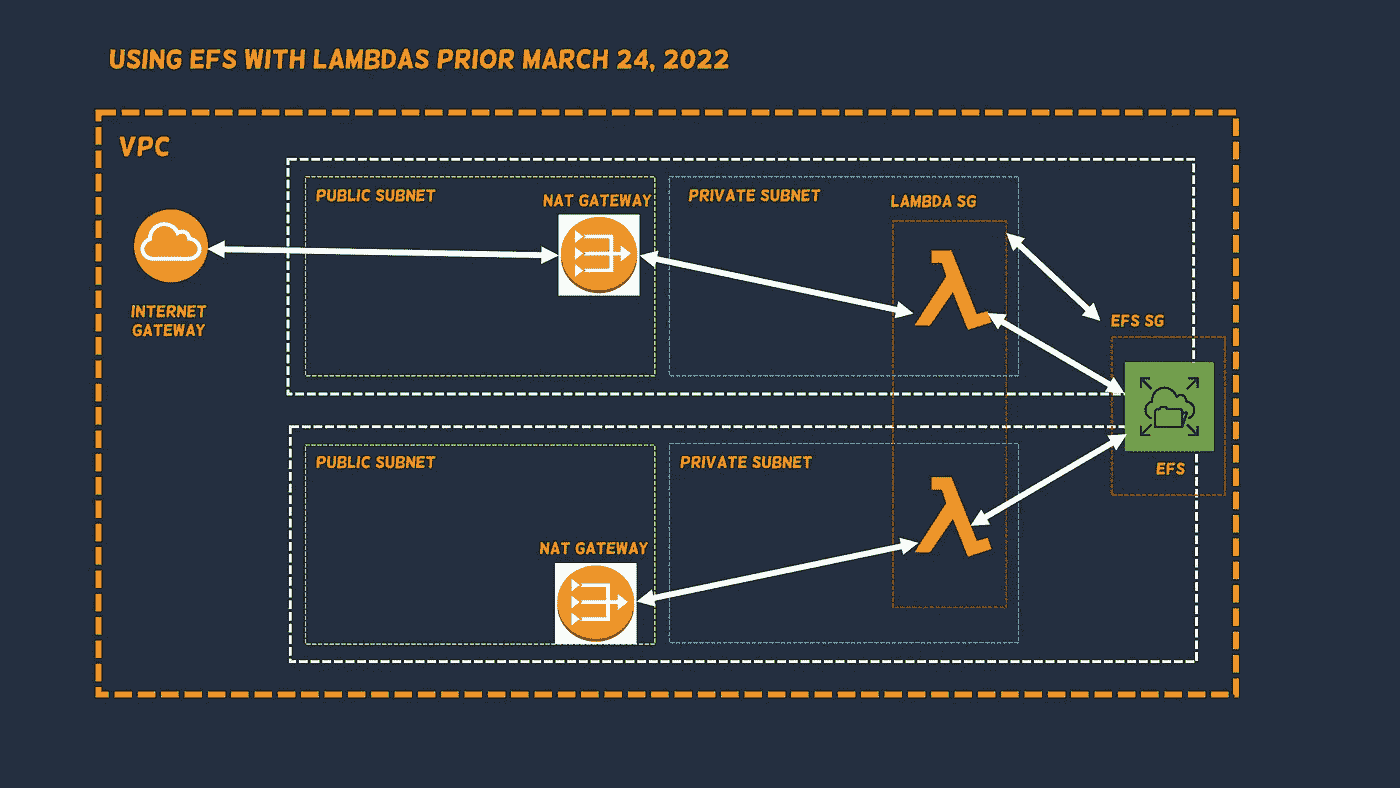 USING EFS WITH LAMBDAS PRIOR MARCH 24, 2022
VPC
PUBLIC SUBNET
NAT GATEWAY
PRIVATE SUBNET
LAMBDA SG
INTERNET
GATEWAY
EFS SG
PUBLIC SUBNET
PRIVATE SUBNET
EFS
NAT GATEWAY